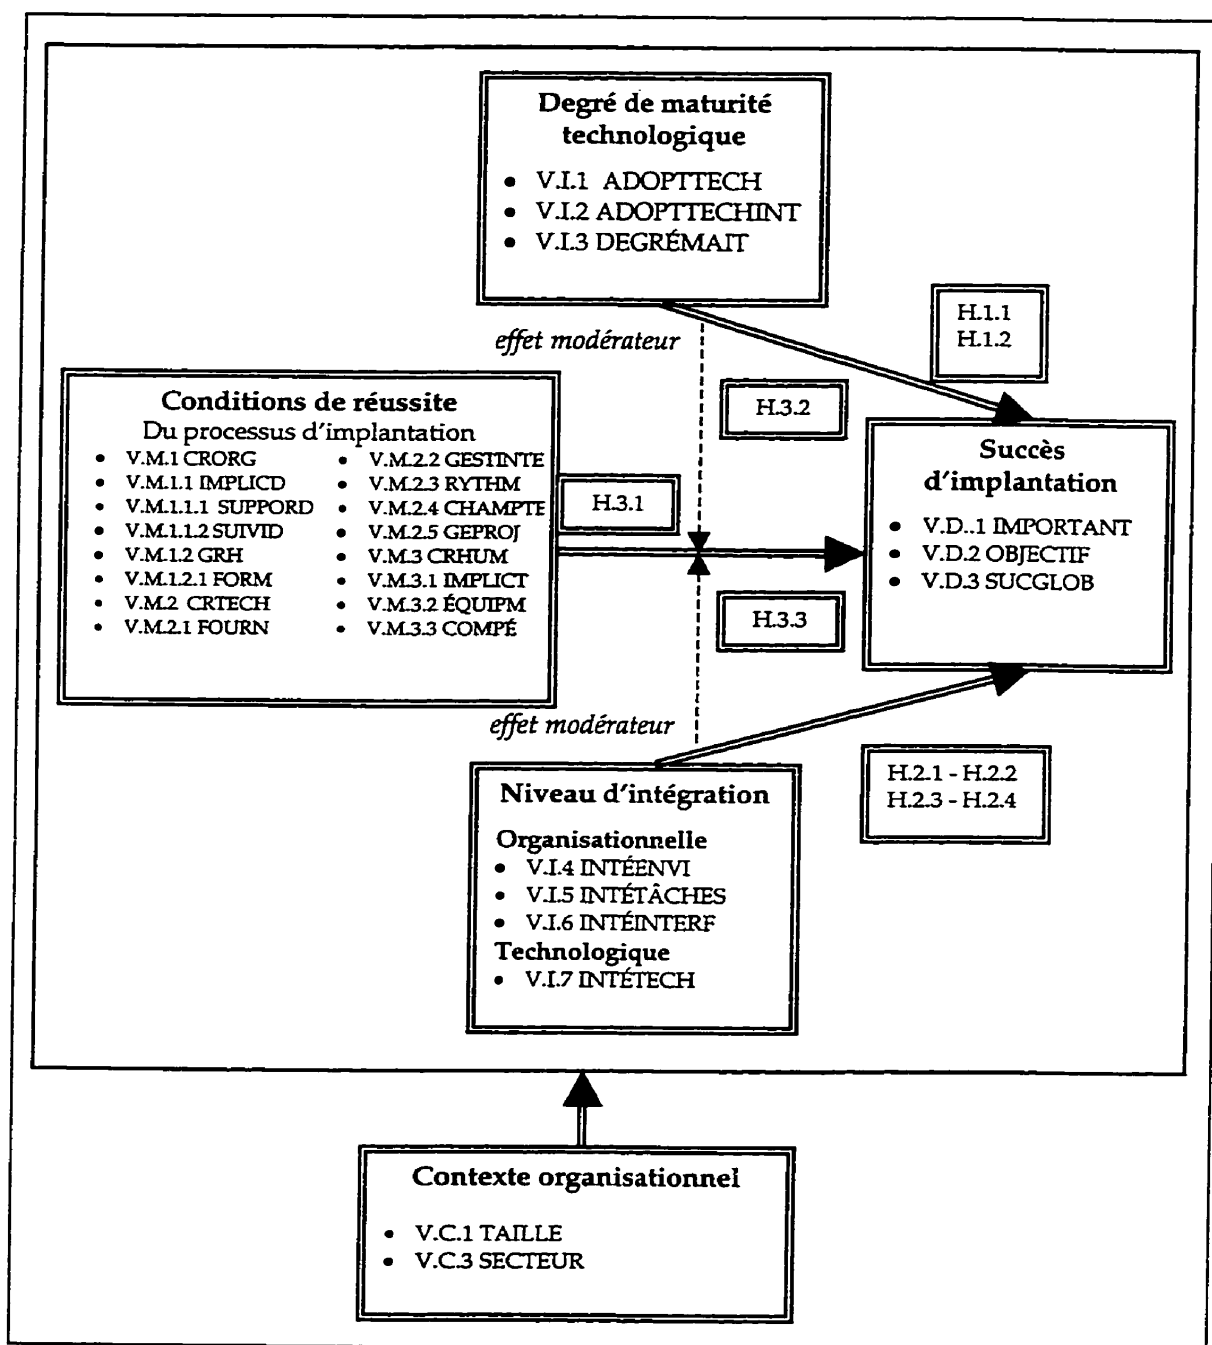 Degré de maturité
technologique
• V.I.1 ADOPTTECH
• V.I.2 ADOPTTECHINT
• V.I.3 DEGRÉMAIT
H.1.1
H.1.2
effet modérateur
H.3.2
Conditions de réussite
Du processus d'implantation
• V.M.1 CRORG
• V.M.1.1 IMPLICD
• V.M.1.1.1 SUPPORD
• V.M.1.1.2 SUIVID
• V.M.1.2 GRH
• V.M.1.2.1 FORM
• V.M.2 CRTECH
• V.M.2.1 FOURN
• V.M.2.2 GESTINTE
• V.M.2.3 RYTHM
• V.M.2.4 CHAMPTE
• V.M.2.5 GEPROJ
• V.M.3 CRHUM
• V.M.3.1 IMPLICT
• V.M.3.2 ÉQUIPM
• V.M.3.3 COMPÉ
H.3.1
Succès
d'implantation
• V.D..1 IMPORTANT
• V.D.2 OBJECTIF
• V.D.3 SUCGLOB
H.3.3
effet modérateur
H.2.1 - H.2.2
H.2.3 - H.2.4
Niveau d'intégration
Organisationnelle
• V.I.4 INTÉENVI
• V.I.5 INTÉTÂCHES
• V.I.6 INTÉINTERF
Technologique
• V.I.7 INTÉTECH
Contexte organisationnel
• V.C.1 TAILLE
• V.C.3 SECTEUR